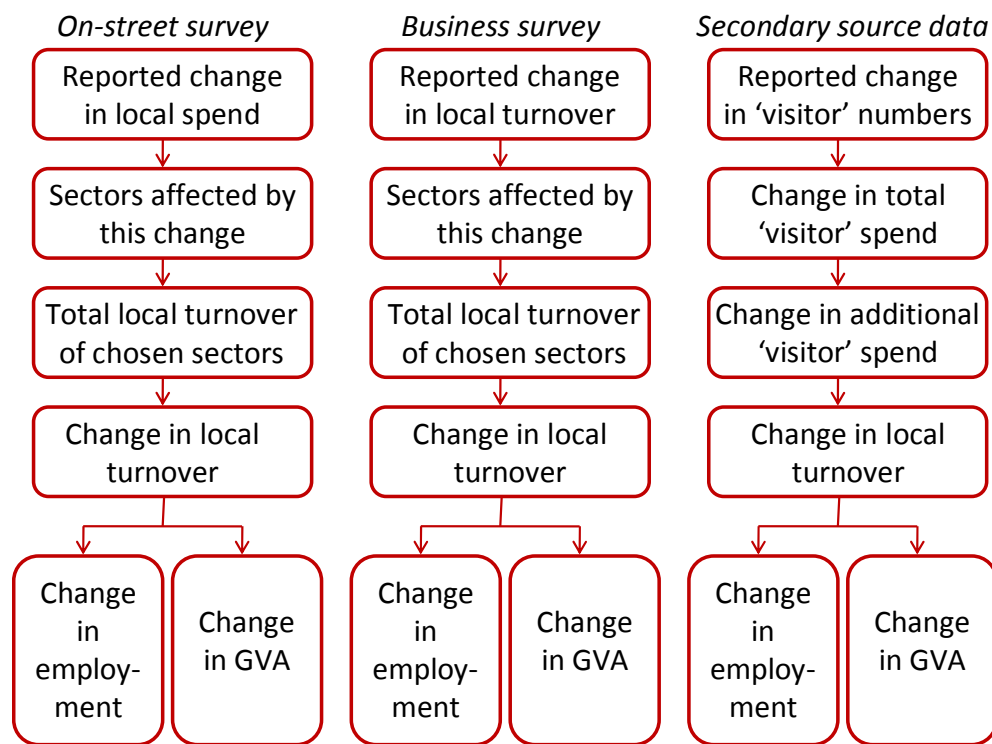 On-street survey
Reported change
in local spend
Sectors affected by
this change
Total local turnover
of chosen sectors
Change in local
turnover
Change
in
employ-
ment
Change
in GVA
Business survey
Reported change
in local turnover
Sectors affected by
this change
Total local turnover
of chosen sectors
Change in local
turnover
Change
in
employ-
ment
Change
in GVA
Secondary source data
Reported change
in ‘visitor’ numbers
Change in total
‘visitor’ spend
Change in additional
‘visitor’ spend
Change in local
turnover
Change
in
employ-
ment
Change
in GVA